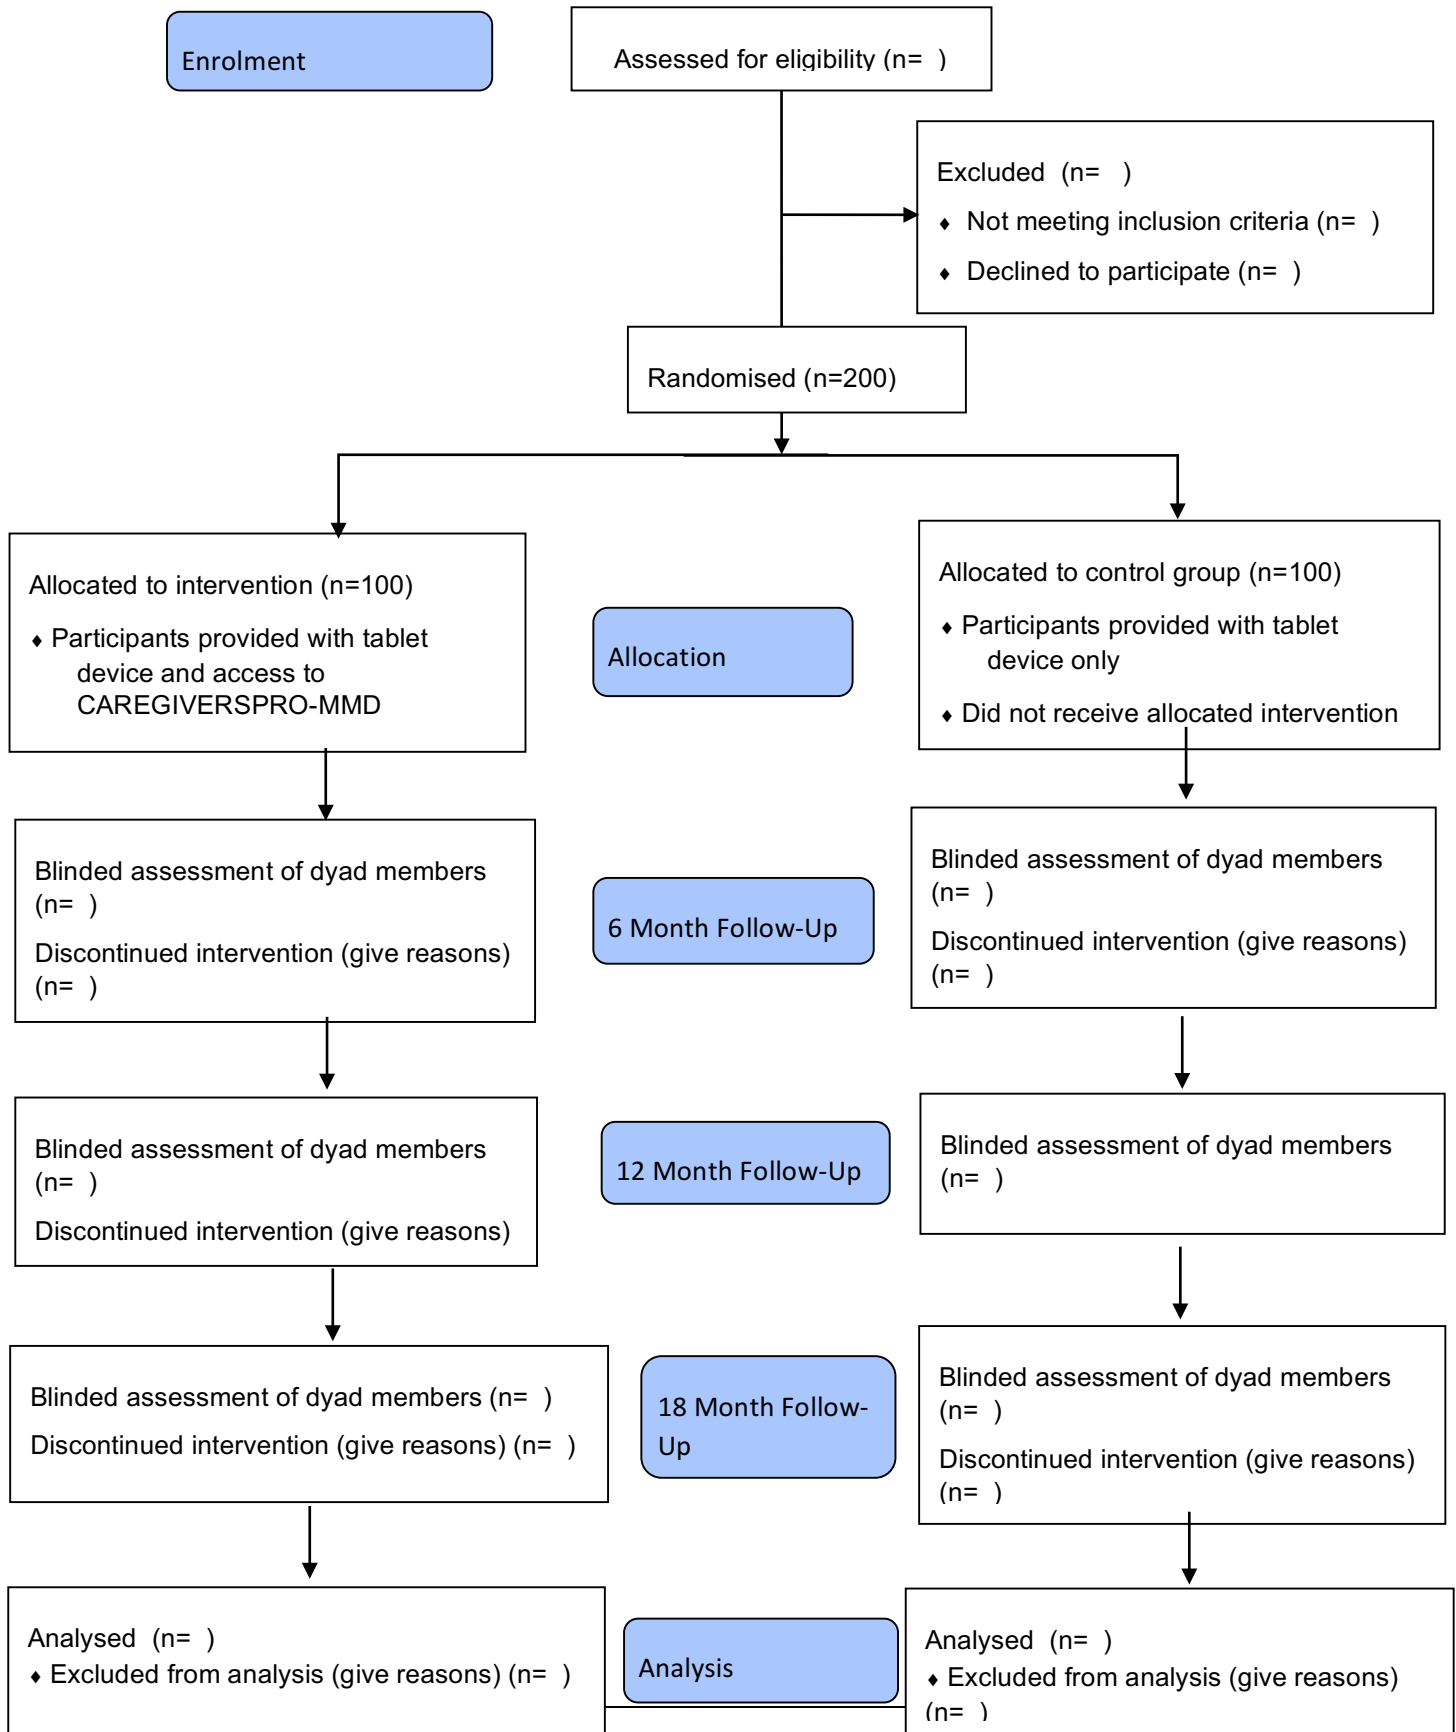 Enrolment
Assessed for eligibility (n=  )
Excluded  (n=   )
♦ Not meeting inclusion criteria (n=  )
♦ Declined to participate (n=  )
Randomised (n=200)
Allocated to intervention (n=100)
♦ Participants provided with tablet
device and access to
CAREGIVERSPRO-MMD
Allocation
Allocated to control group (n=100)
♦ Participants provided with tablet
device only
♦ Did not receive allocated intervention
Blinded assessment of dyad members
(n=  )
Discontinued intervention (give reasons)
(n=  )
6 Month Follow-Up
Blinded assessment of dyad members
(n=  )
Discontinued intervention (give reasons)
(n=  )
Blinded assessment of dyad members
(n=  )
Discontinued intervention (give reasons)
12 Month Follow-Up
Blinded assessment of dyad members
(n=  )
Blinded assessment of dyad members (n=  )
Discontinued intervention (give reasons) (n=  )
18 Month Follow-
Up
Blinded assessment of dyad members
(n=  )
Discontinued intervention (give reasons)
(n=  )
Analysed  (n=  )
♦ Excluded from analysis (give reasons) (n=  )
Analysis
Analysed  (n=  )
♦ Excluded from analysis (give reasons)
(n=  )